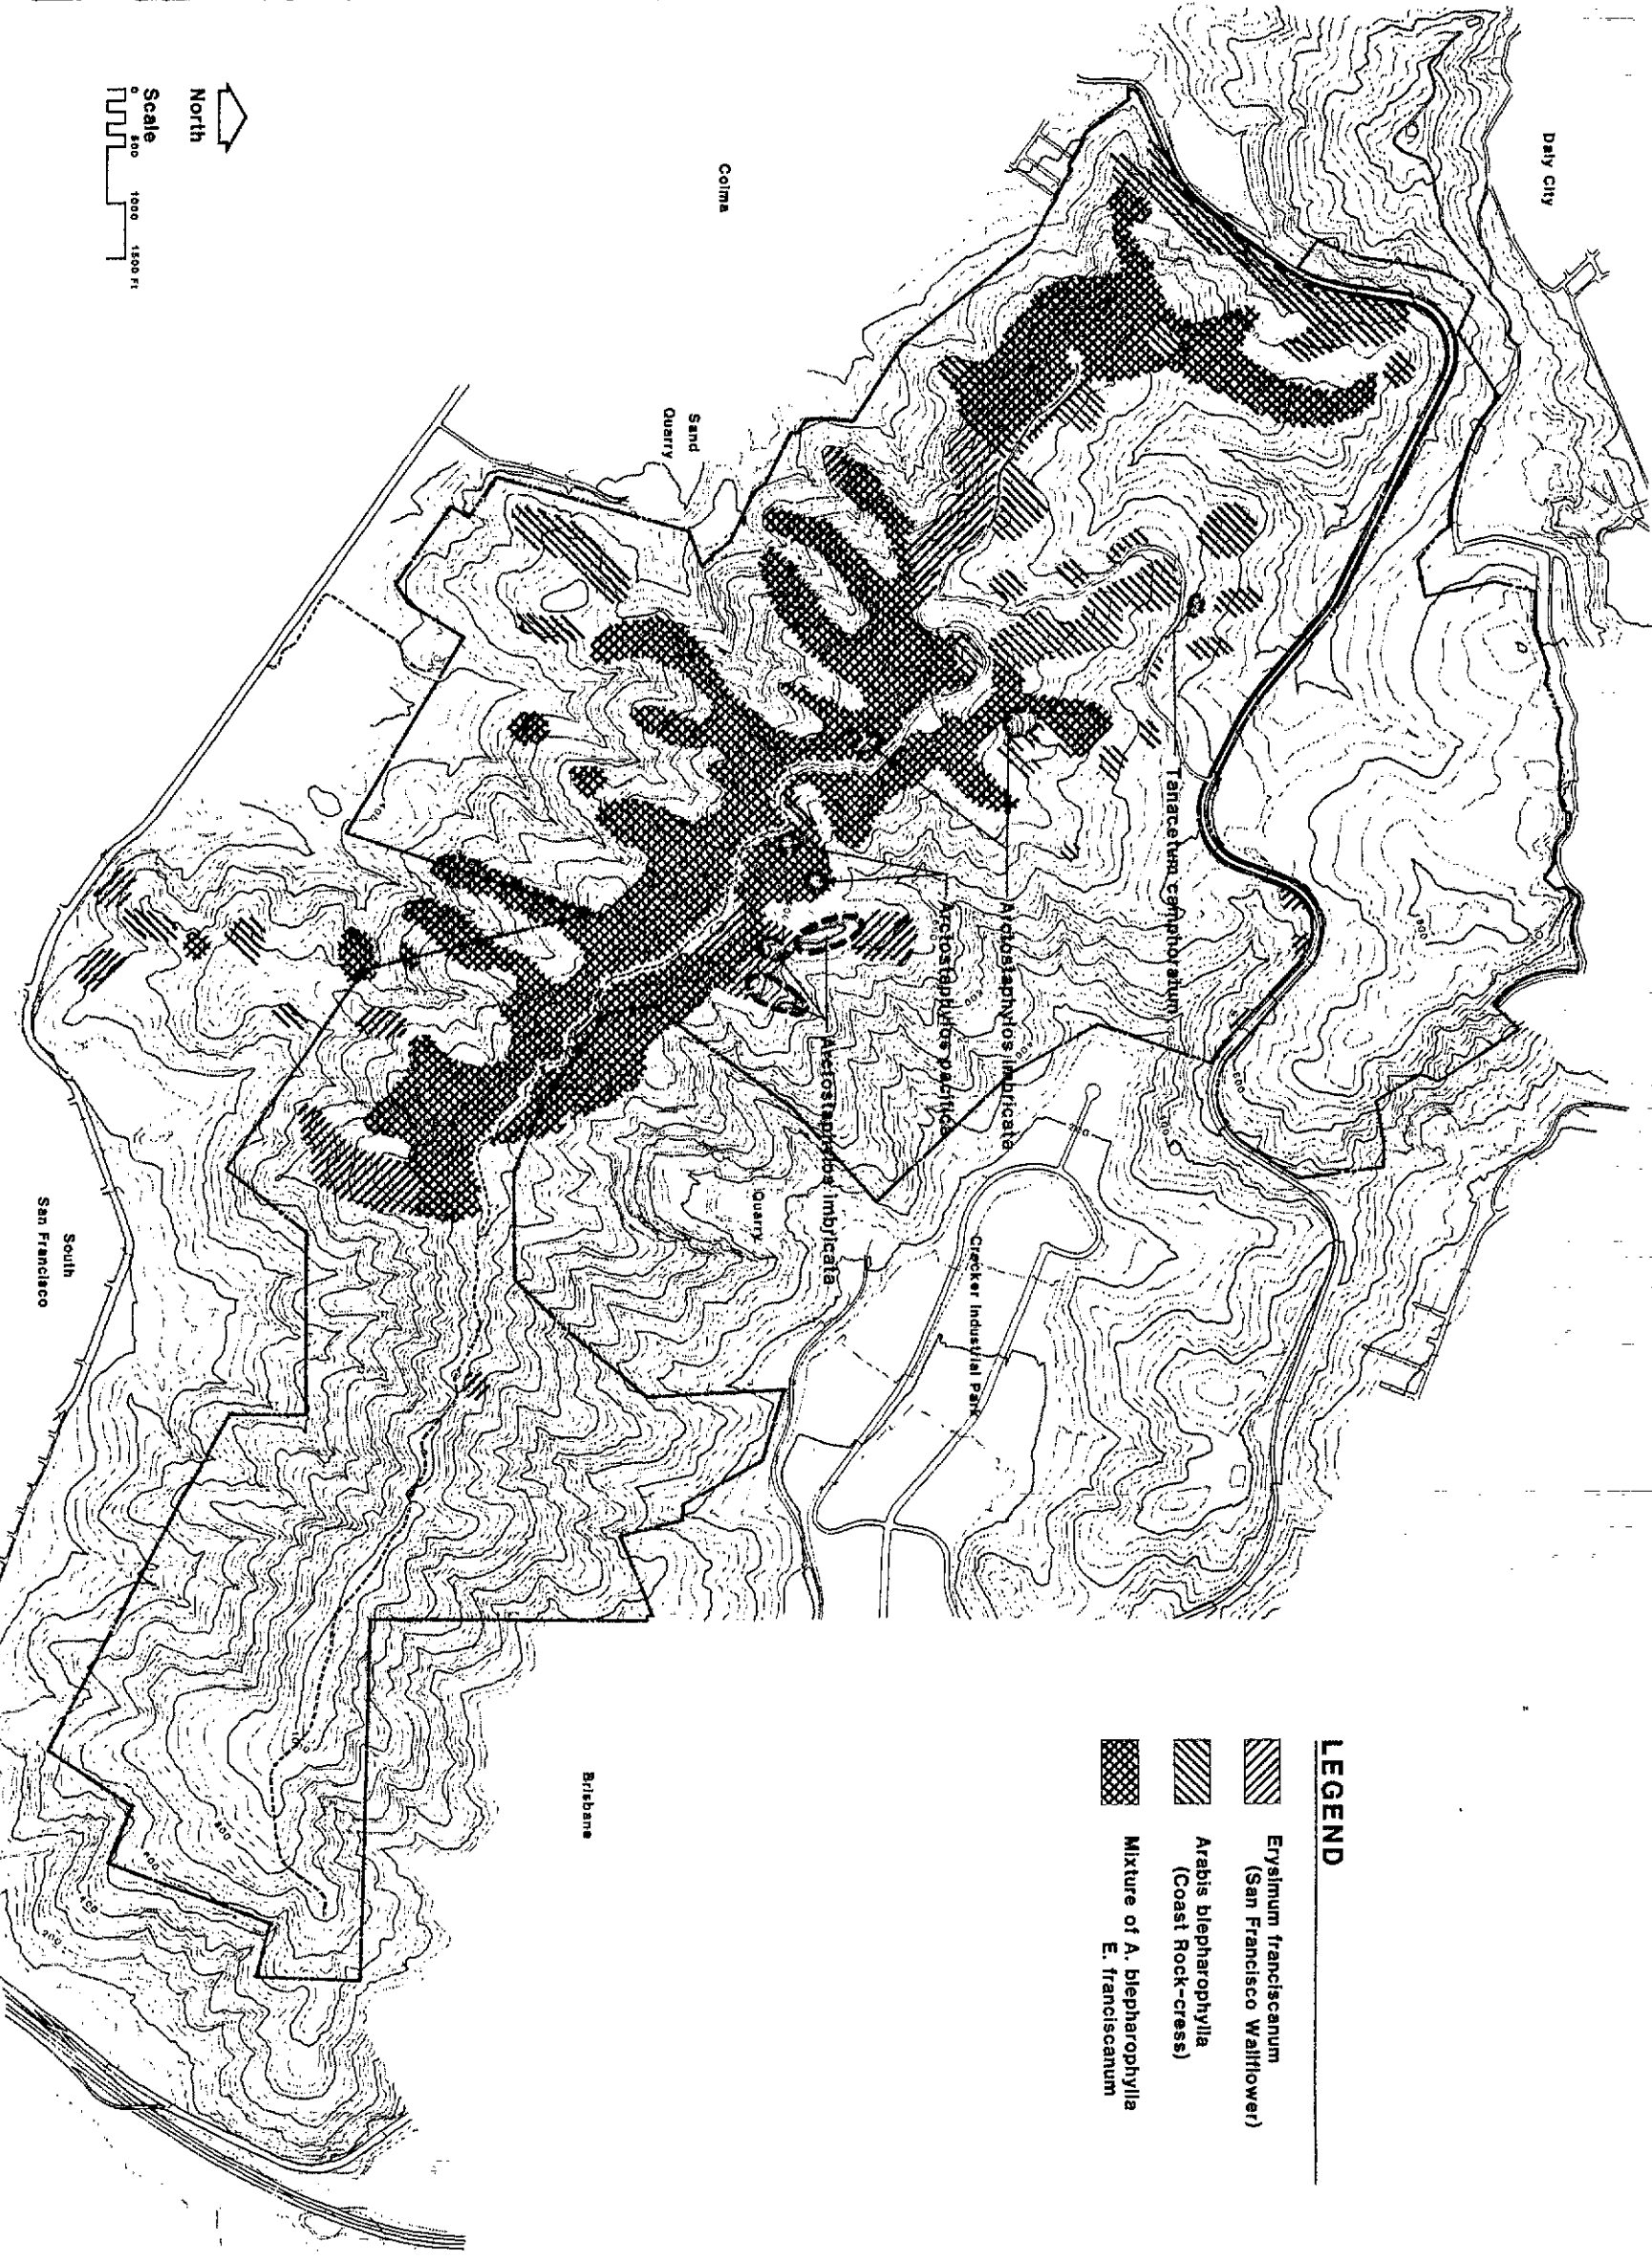 Daly City
Colma
North
Scale
0 500 1000 1500 Ft
Sand
Quarry
Tanacetum camphoratum
Arctostaphylos imbricata
Arctostaphylos pacifica
Arctostaphylos imbricata
Quarry
Crocker Industrial Park
South
San Francisco
Brisbane
LEGEND
Erysimum franciscanum
(San Francisco Wallflower)
Arabis blepharophylla
(Coast Rock-cress)
Mixture of A. blepharophylla
E. franciscanum